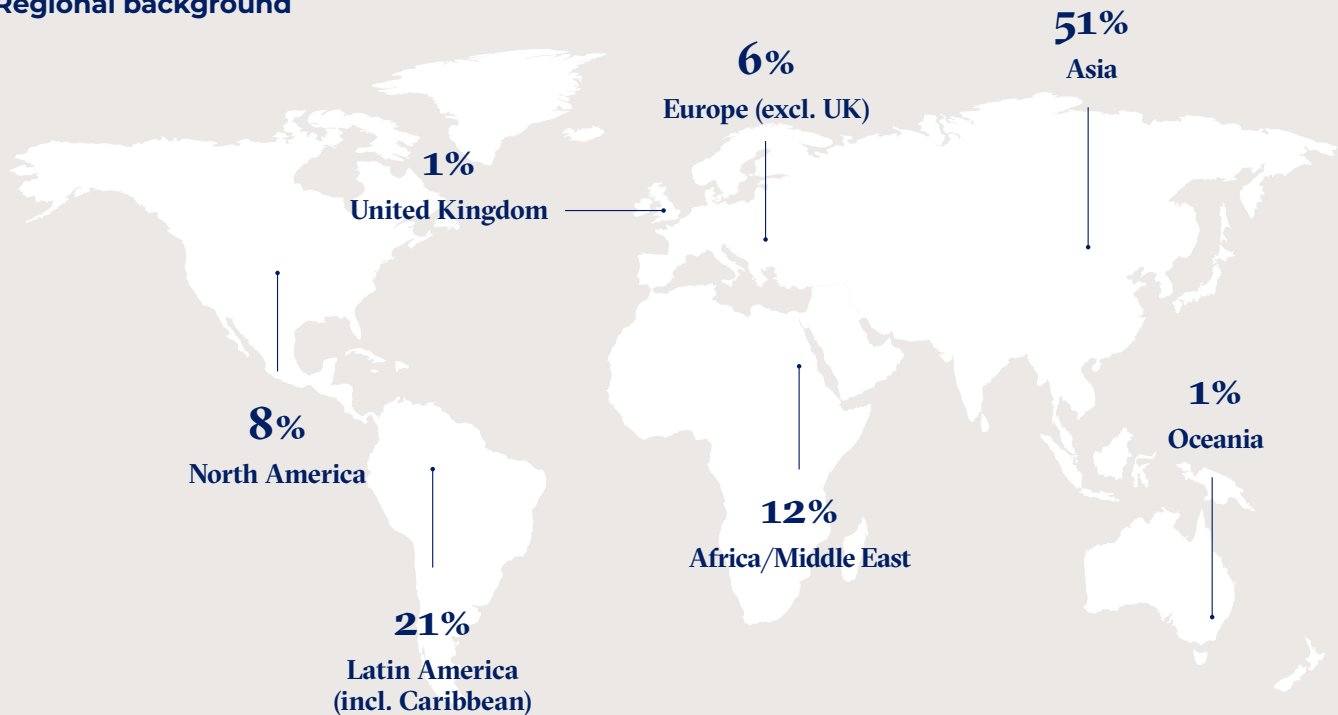 Regional background
51%
Asia
6%
Europe (excl. UK)
1%
United Kingdom
8%
North America
1%
Oceania
12%
Africa/Middle East
21%
Latin America
(incl. Caribbean)